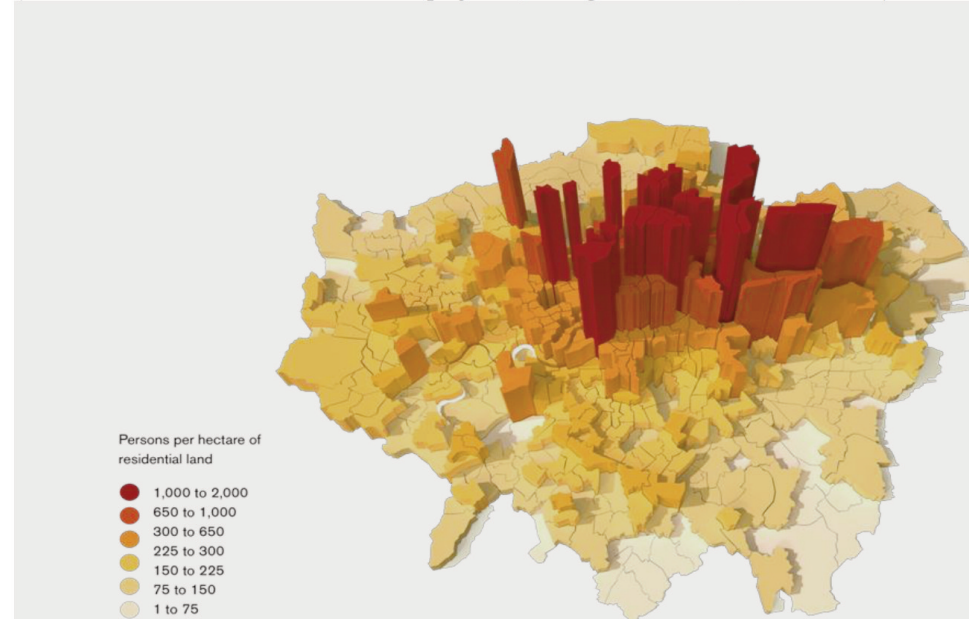 Persons per hectare of
residential land
1,000 to 2,000
650 to 1,000
300 to 650
225 to 300
150 to 225
75 to 150
1 to 75